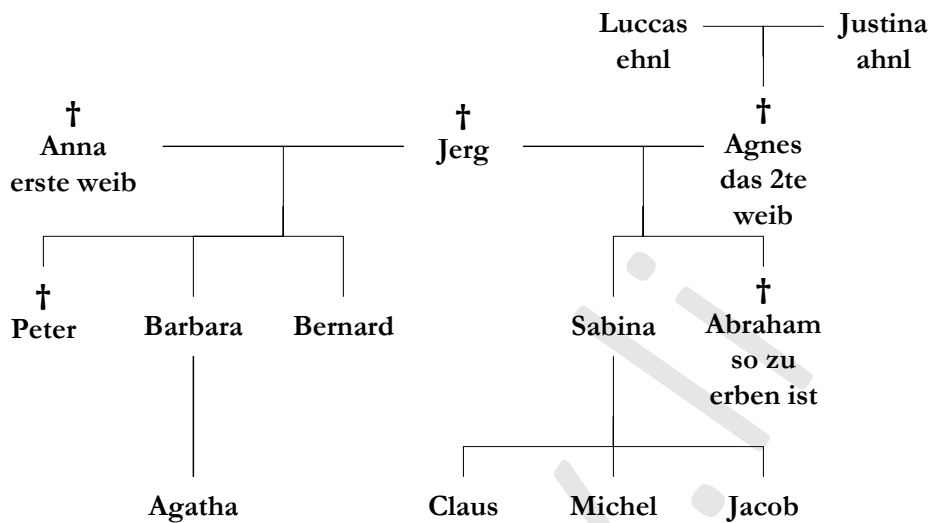 Luccas
ehnl
Justina
ahnl
†
Anna
erste weib
†
Jerg
†
Agnes
das 2te
weib
†
Peter
Barbara
Bernard
Sabina
†
Abraham
so zu
erben ist
Agatha
Claus
Michel
Jacob